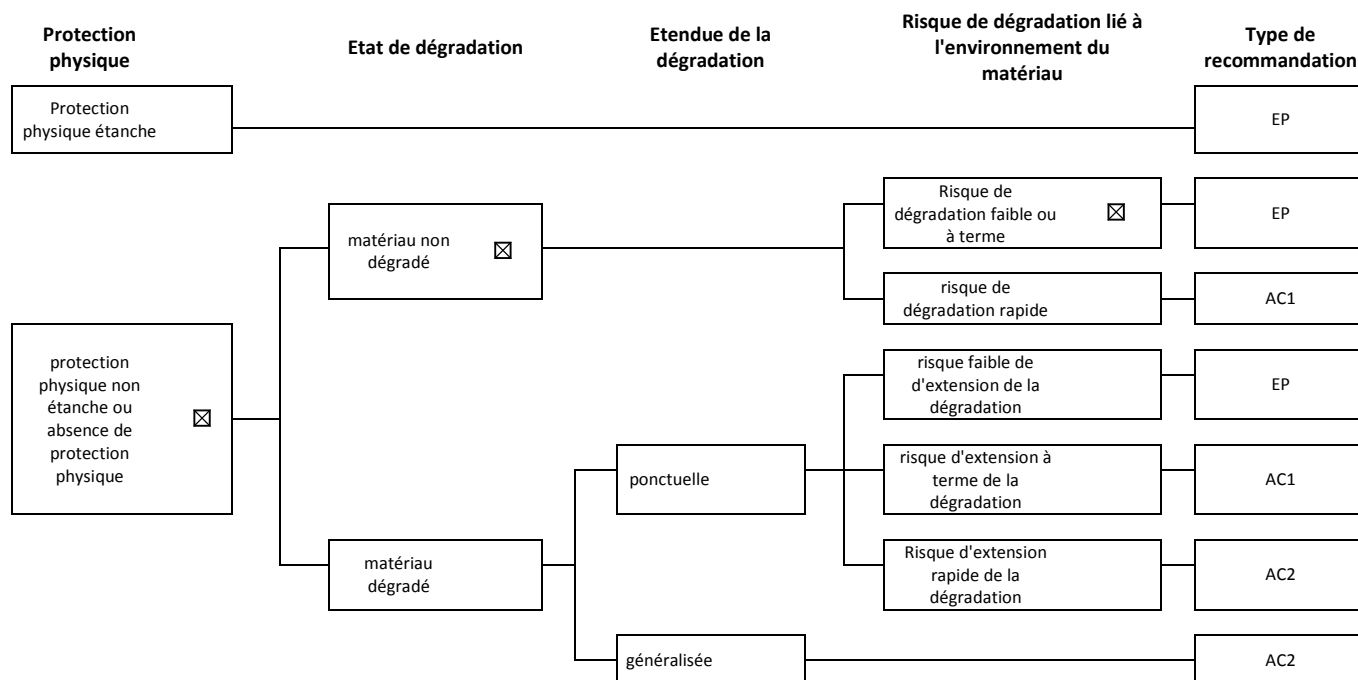 Protection
physique
Etat de dégradation
Etendue de la
dégradation
Risque de dégradation lié à
l'environnement du
matériau
Type de
recommandation
Protection
physique étanche
EP
Risque de
dégradation faible ou
à terme
EP
matériau non
dégradé
risque de
dégradation rapide
AC1
protection
physique non
étanche ou
absence de
protection
physique
risque faible de
d'extension de la
dégradation
EP
ponctuelle
risque d'extension à
terme de la
dégradation
AC1
matériau
dégradé
Risque d'extension
rapide de la
dégradation
AC2
généralisée
AC2